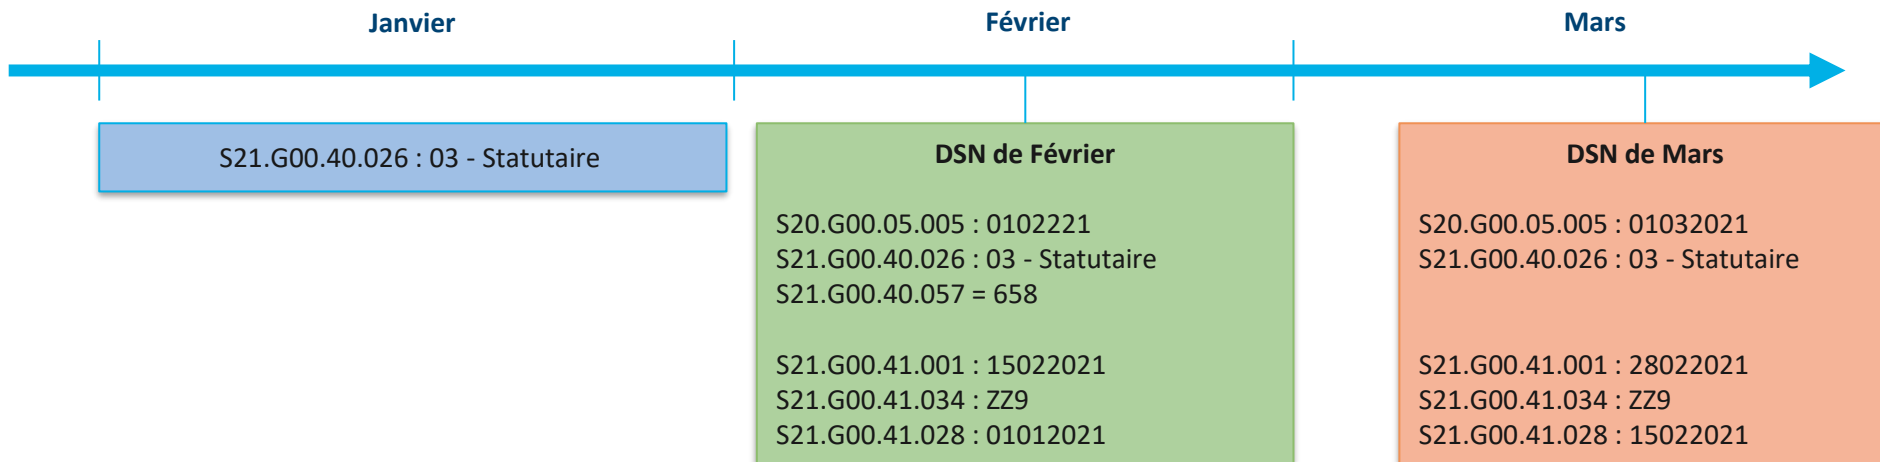 Janvier
Février
Mars
S21.G00.40.026 : 03 - Statutaire
DSN de Février
S20.G00.05.005 : 0102221
S21.G00.40.026 : 03 - Statutaire
S21.G00.40.057 = 658
S21.G00.41.001 : 15022021
S21.G00.41.034 : ZZ9
S21.G00.41.028 : 01012021
DSN de Mars
S20.G00.05.005 : 01032021
S21.G00.40.026 : 03 - Statutaire
S21.G00.41.001 : 28022021
S21.G00.41.034 : ZZ9
S21.G00.41.028 : 15022021